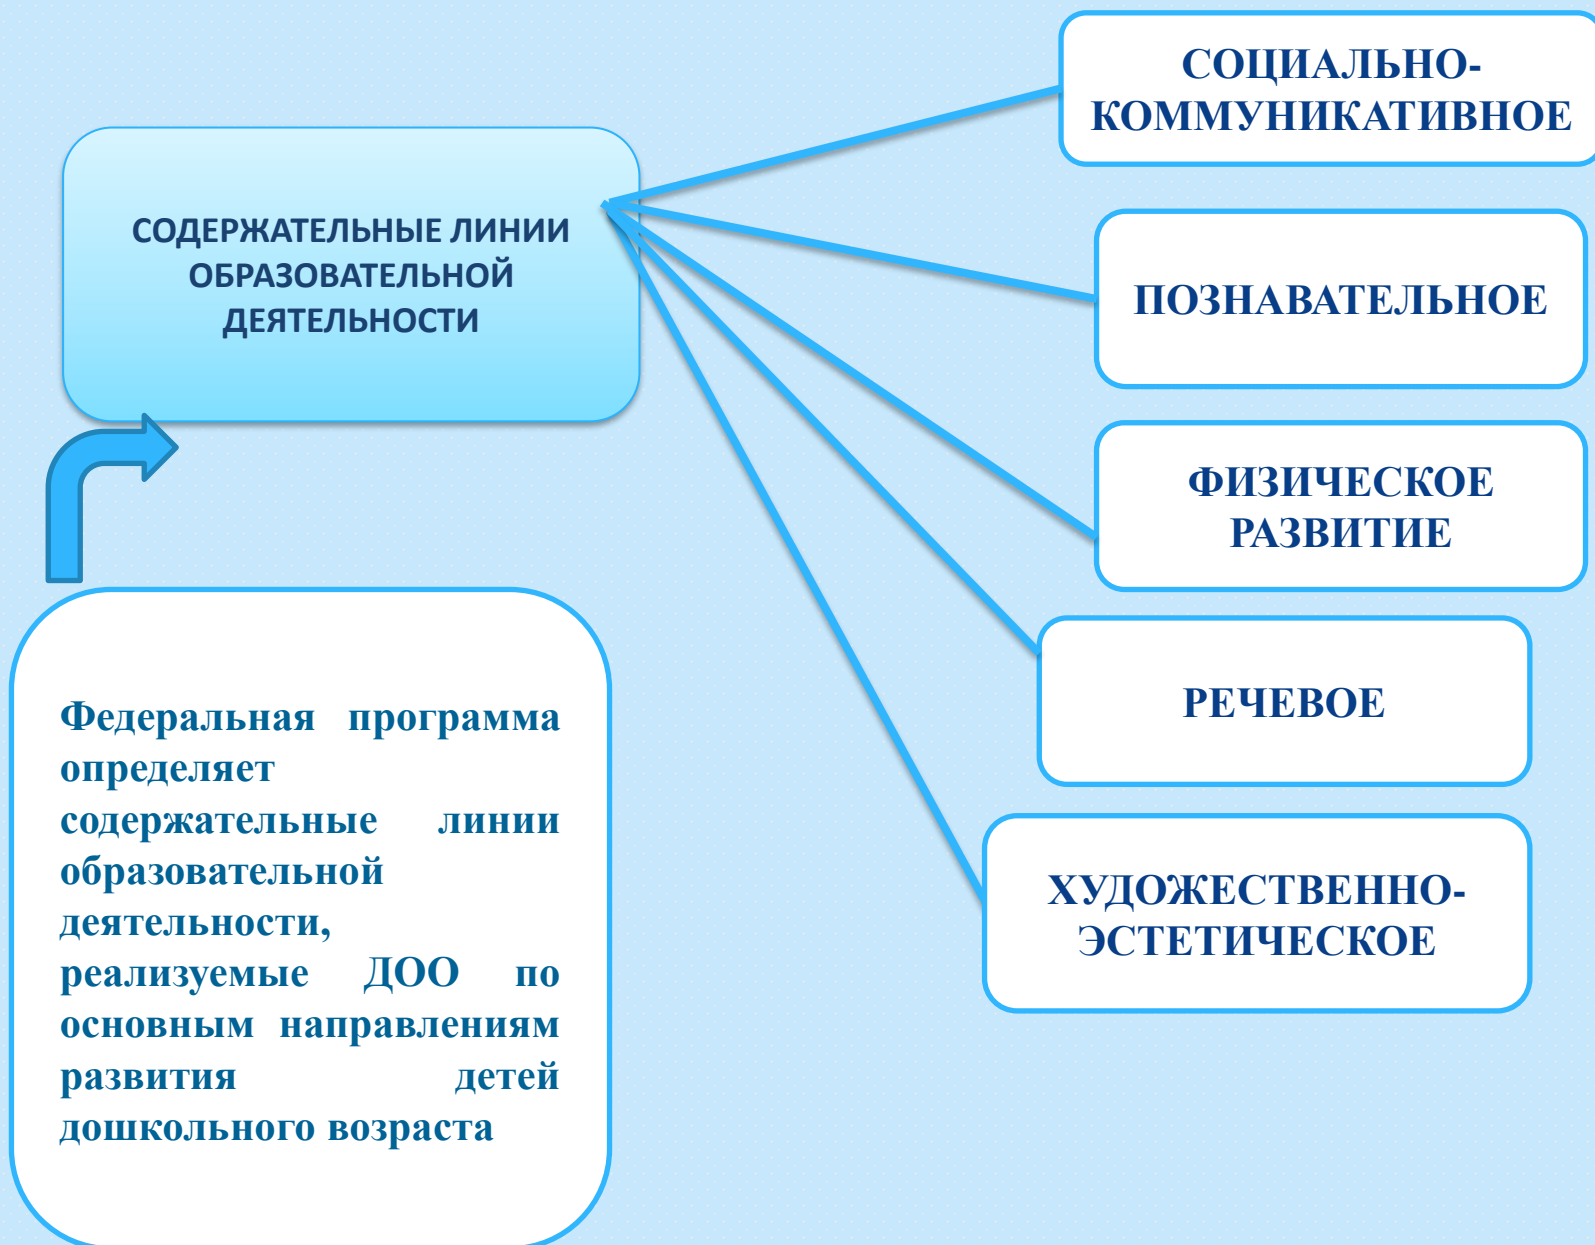 СОДЕРЖАТЕЛЬНЫЕ ЛИНИИ
ОБРАЗОВАТЕЛЬНОЙ
ДЕЯТЕЛЬНОСТИ
Федеральная программа
определяет
содержательные линии
образовательной
деятельности,
реализуемые ДОО по
основным направлениям
развития детей
дошкольного возраста
СОЦИАЛЬНО-
КОММУНИКАТИВНОЕ
ПОЗНАВАТЕЛЬНОЕ
ФИЗИЧЕСКОЕ
РАЗВИТИЕ
РЕЧЕВОЕ
ХУДОЖЕСТВЕННО-
ЭСТЕТИЧЕСКОЕ